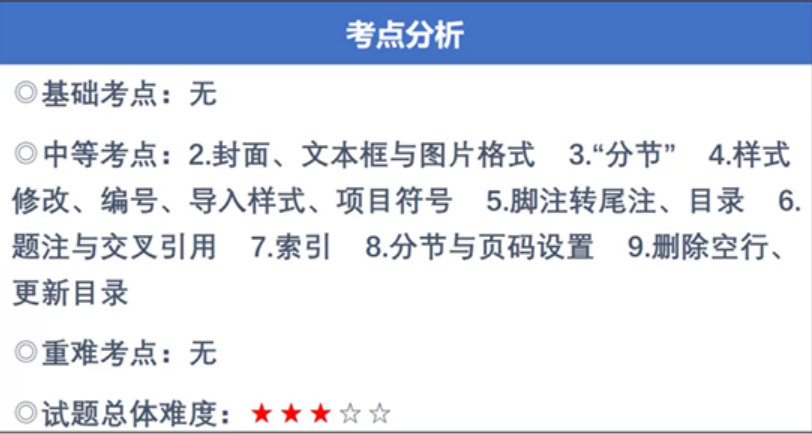 考点分析
◎基础考点：无
◎中等考点：2.封面、文本框与图片格式 3.“分节” 4.样式
修改、编号、导入样式、项目符号 5.脚注转尾注、目录 6.
题注与交叉引用 7.索引 8.分节与页码设置 9.删除空行、
更新目录
◎重难考点：无
◎试题总体难度：★★★☆☆